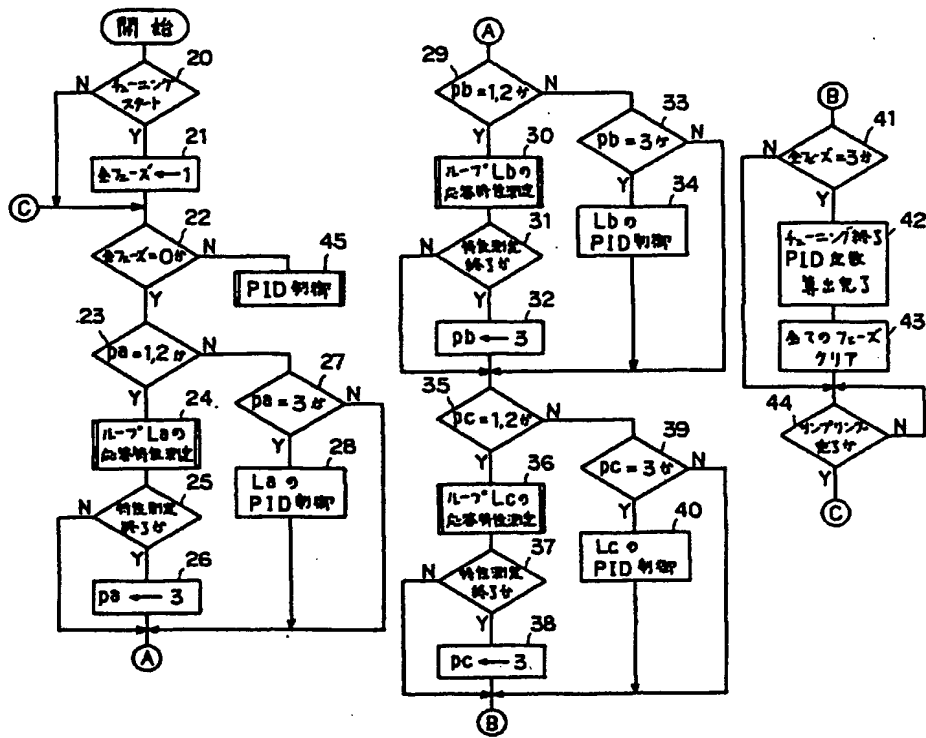 開始
20
チューニング
スタート
N
Y
21
全フェーズ←1
C
22
全フェーズ=0か
N
Y
45
PID制御
23
pa=1,2か
N
Y
27
pa=3か
N
Y
24
ループLaの
応答特性測定
28
Laの
PID制御
25
特性測定
終了か
N
Y
26
pa←3
A
A
29
pb=1,2か
N
Y
33
pb=3か
N
Y
30
ループLbの
応答特性測定
34
Lbの
PID制御
31
特性測定
終了か
N
Y
32
pb←3
35
pc=1,2か
N
Y
39
pc=3か
N
Y
36
ループLcの
応答特性測定
40
Lcの
PID制御
37
特性測定
終了か
N
Y
38
pc←3
B
B
41
全フェーズ=3か
N
Y
42
チューニング終了
PID定数
算出完了
43
全てのフェーズ
クリア
44
サンプリング
完了か
N
Y
C